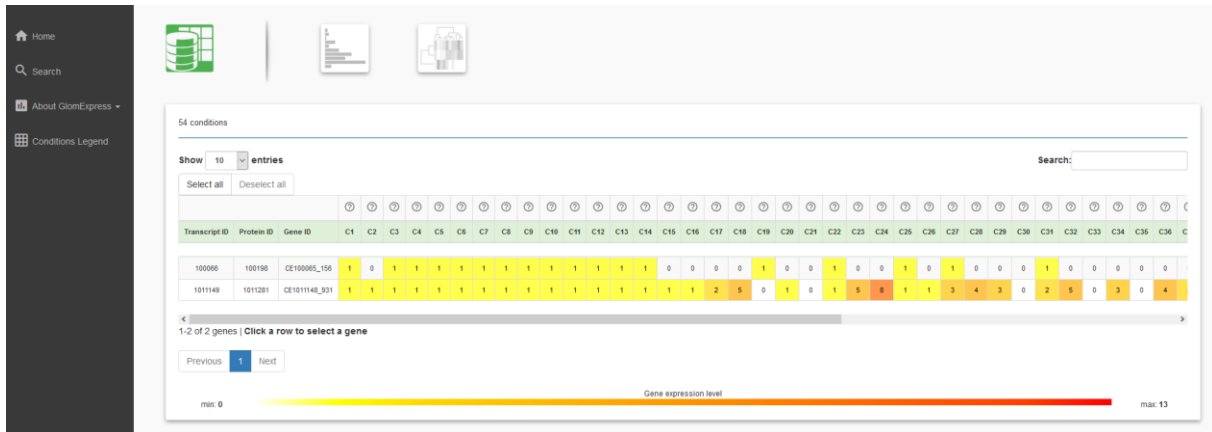 Home
Search
About GlomExpress
Conditions Legend
54 conditions
Show 10 entries
Search:
Select all Deselect all
Transcript ID Protein ID Gene ID C1 C2 C3 C4 C5 C6 C7 C8 C9 C10 C11 C12 C13 C14 C15 C16 C17 C18 C19 C20 C21 C22 C23 C24 C25 C26 C27 C28 C29 C30 C31 C32 C33 C34 C35 C36
100066 100198 CE100065_156 1 0 1 1 1 1 1 1 1 1 1 1 1 1 0 0 0 0 1 0 0 1 0 0 1 0 1 0 0 0 1 0 0 0 0 0
1011149 1011281 CE1011148_931 1 1 1 1 1 1 1 1 1 1 1 1 1 1 1 1 2 5 0 1 0 1 5 8 1 1 3 4 3 0 2 5 0 3 0 4
1-2 of 2 genes | Click a row to select a gene
Previous 1 Next
Gene expression level
min: 0 max: 13